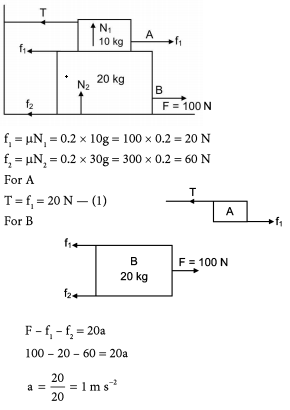 T
N₁
10 kg
A
f₁
f₁
20 kg
N₂
B
f₂
F = 100 N
f₁ = μN₁ = 0.2 × 10g = 100 × 0.2 = 20 N
f₂ = μN₂ = 0.2 × 30g = 300 × 0.2 = 60 N
For A
T = f₁ = 20 N — (1)
T
A
f₁
For B
f₁
B
20 kg
F = 100 N
f₂
F – f₁ – f₂ = 20a
100 – 20 – 60 = 20a
a = 20/20 = 1 m s⁻²